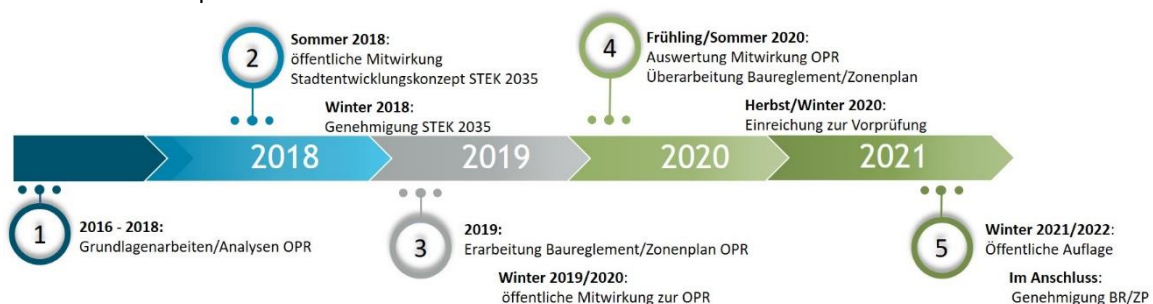 2
Sommer 2018:
öffentliche Mitwirkung
Stadtentwicklungskonzept STEK 2035
Winter 2018:
Genehmigung STEK 2035
4
Frühling/Sommer 2020:
Auswertung Mitwirkung OPR
Überarbeitung Baureglement/Zonenplan
Herbst/Winter 2020:
Einreichung zur Vorprüfung
2018
2019
2020
2021
1
2016 - 2018:
Grundlagenarbeiten/Analysen OPR
3
2019:
Erarbeitung Baureglement/Zonenplan OPR
Winter 2019/2020:
öffentliche Mitwirkung zur OPR
5
Winter 2021/2022:
Öffentliche Auflage
Im Anschluss:
Genehmigung BR/ZP